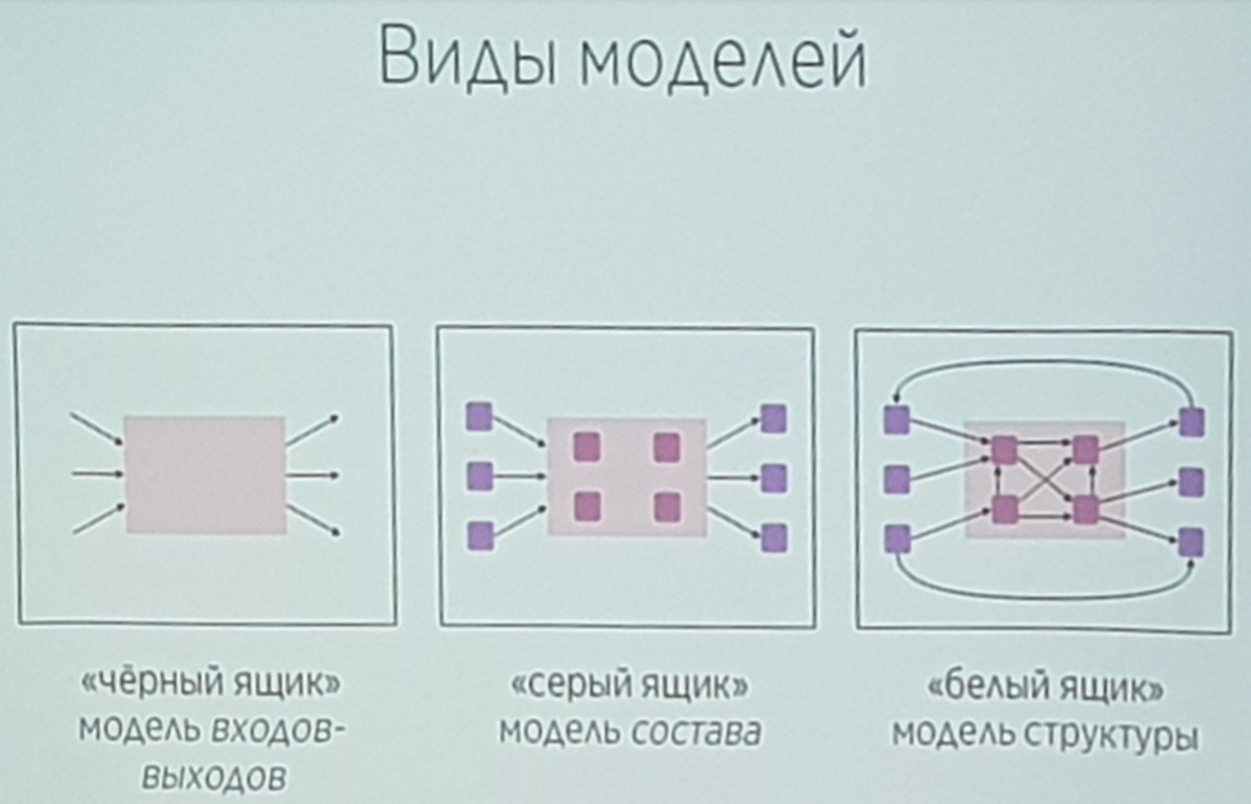 Виды моделей
«чёрный ящик»
модель входов-
выходов
«серый ящик»
модель состава
«белый ящик»
модель структуры